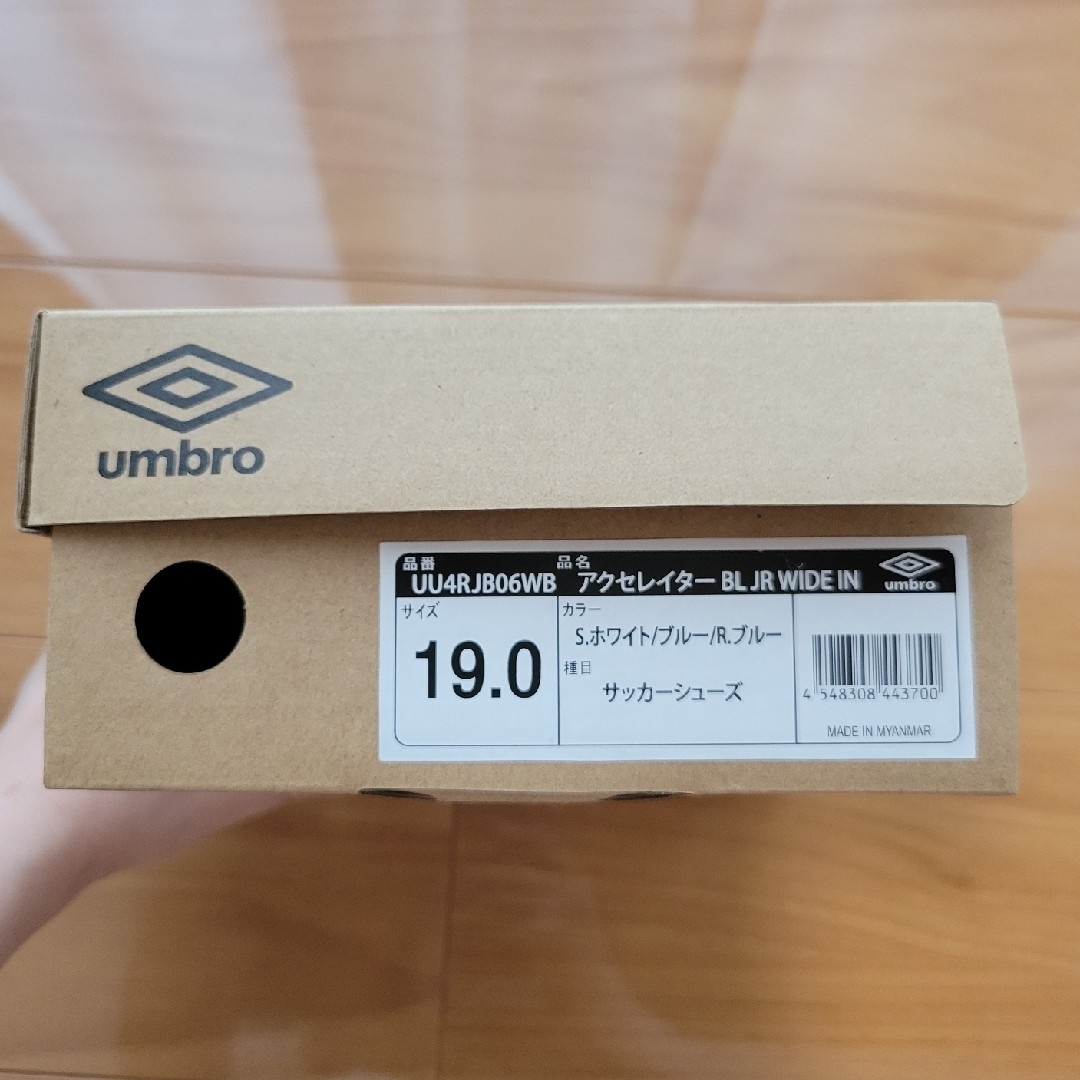 umbro
品番 品名
UU4RJB06WB アクセレイター BL JR WIDE IN umbro
サイズ
19.0
カラー
S.ホワイト/ブルー/R.ブルー
種目
サッカーシューズ
4 548308 443700
MADE IN MYANMAR